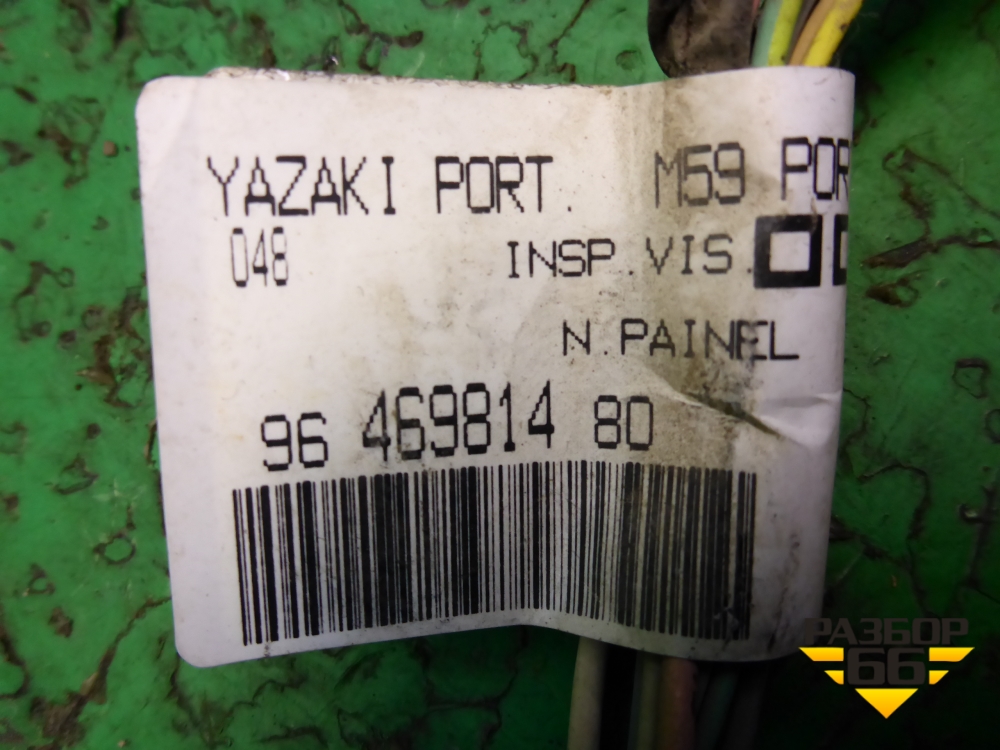 YAZAKI PORT. M59 POR
048 INSP.VIS.
N.PAINEL
96 469814 80
РАЗБОР
66